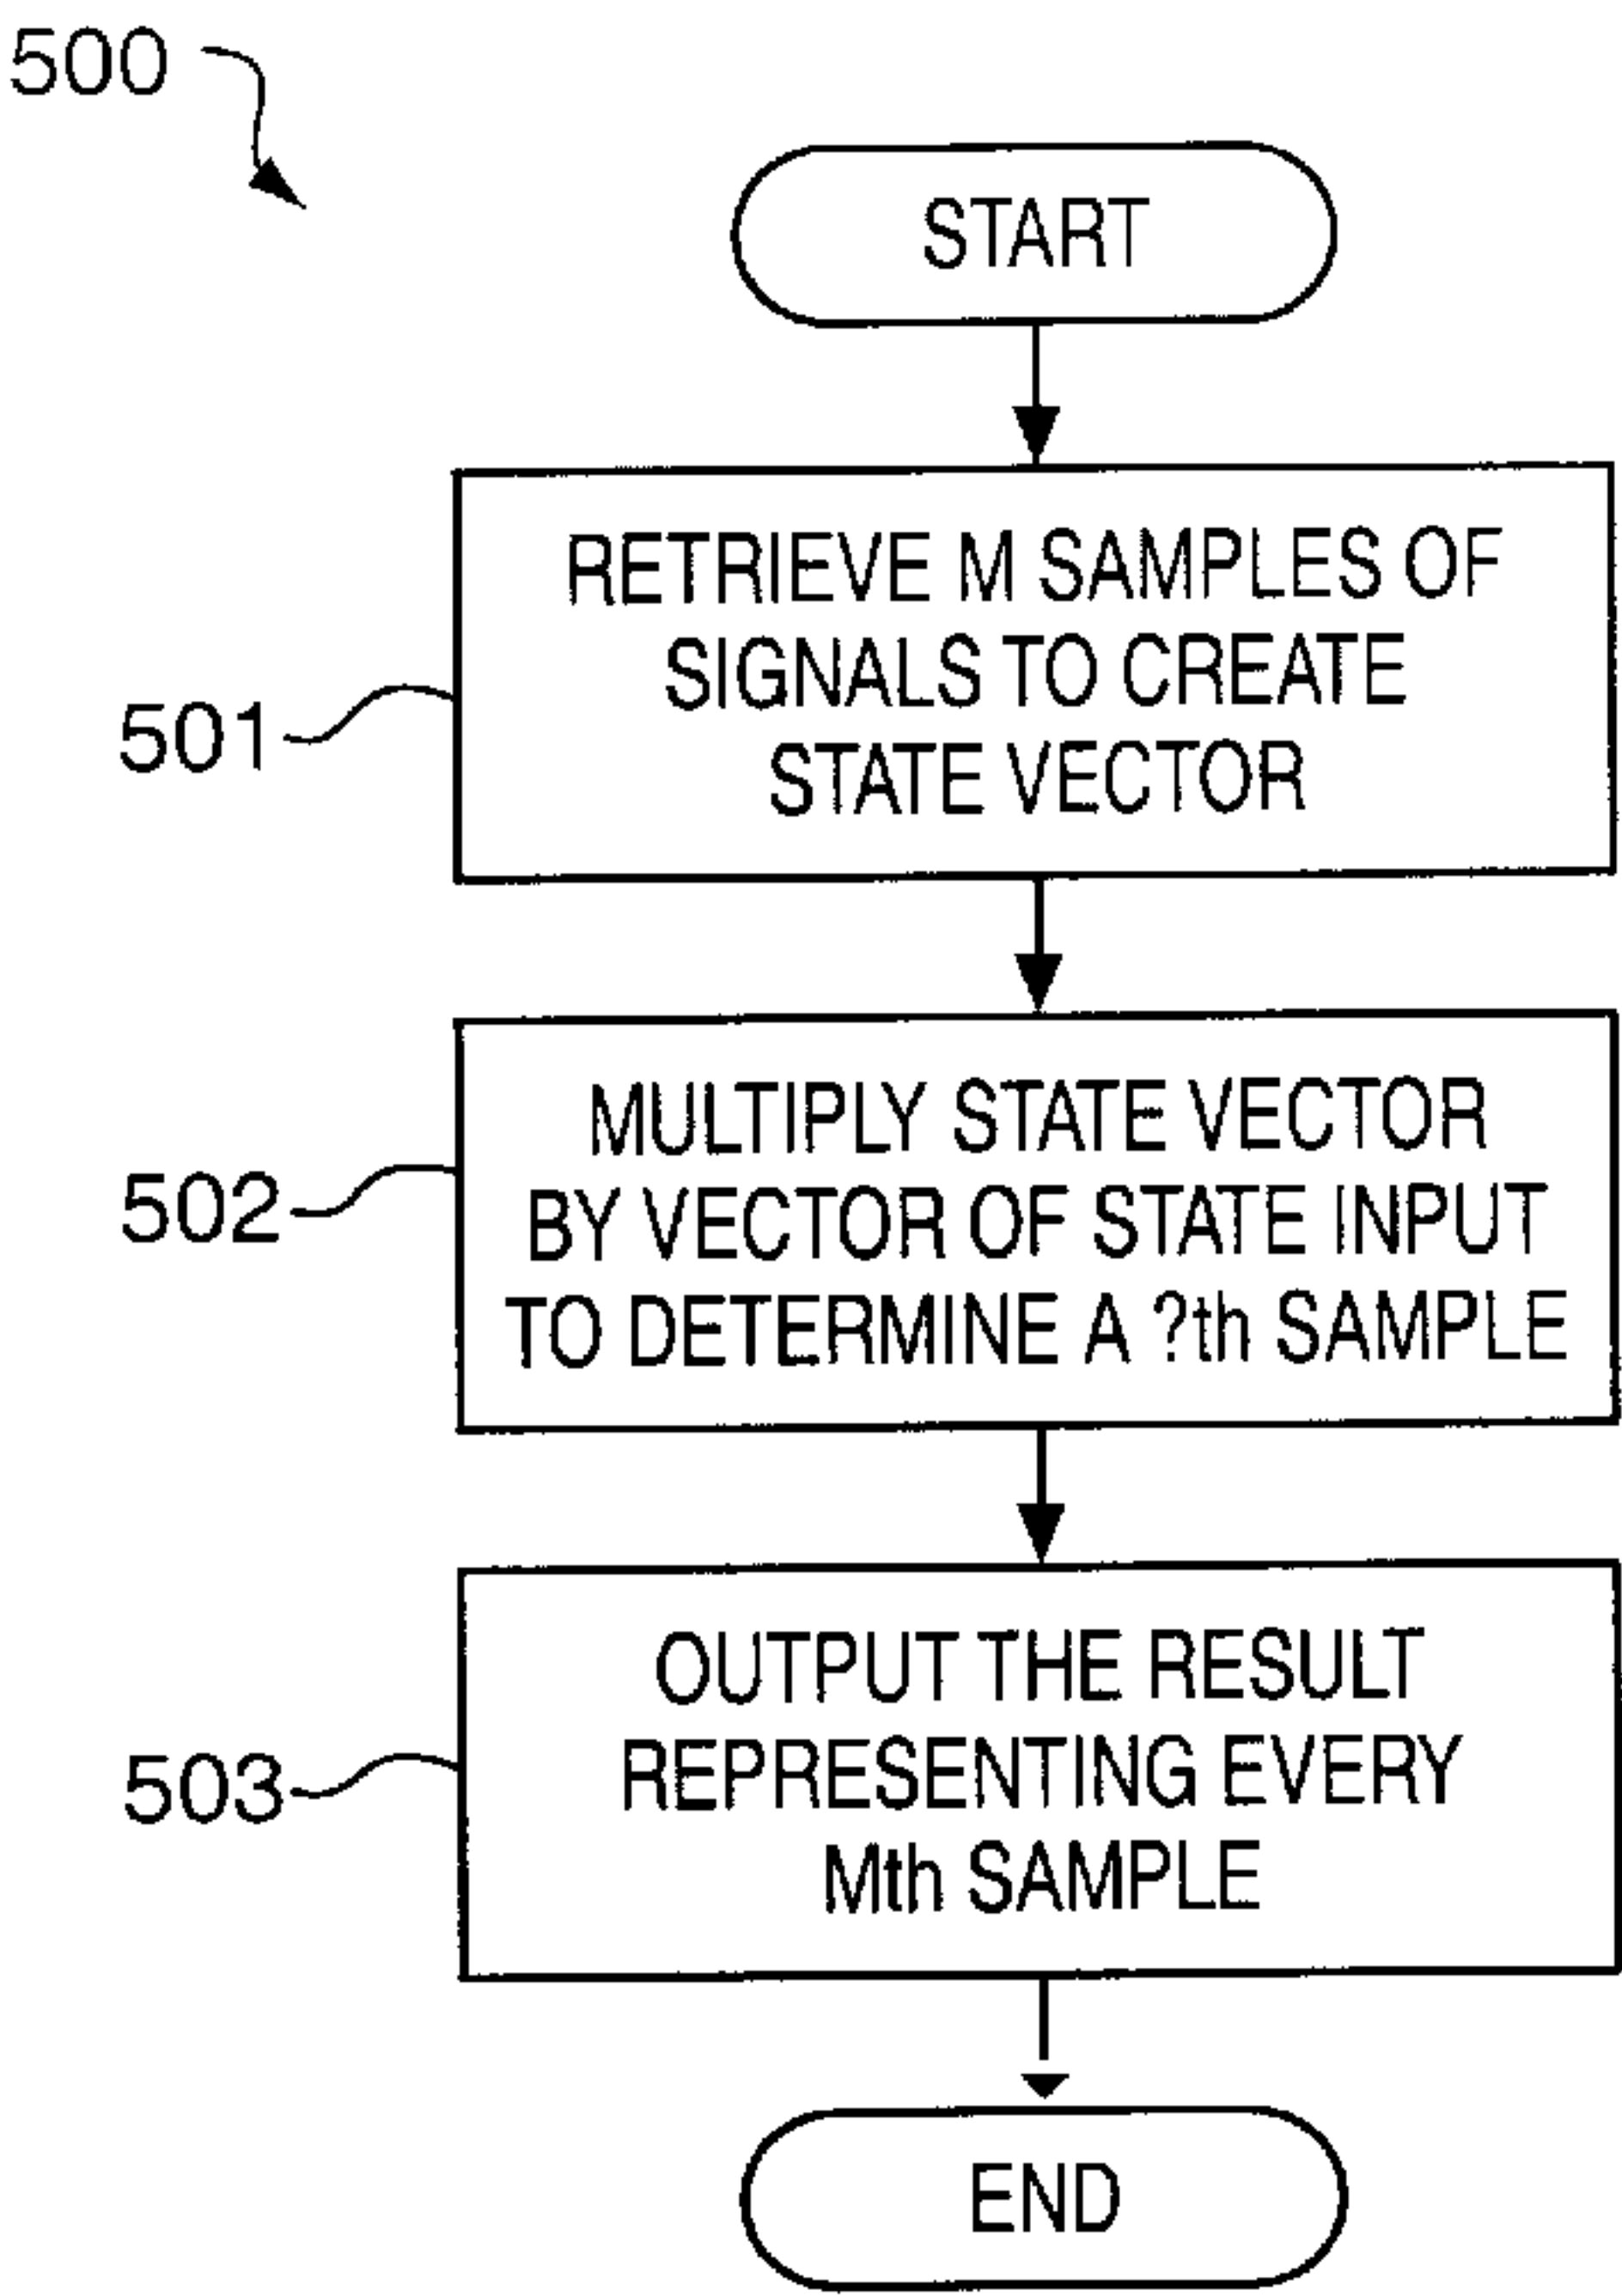 500
START
RETRIEVE M SAMPLES OF
SIGNALS TO CREATE
STATE VECTOR
501
MULTIPLY STATE VECTOR
BY VECTOR OF STATE INPUT
TO DETERMINE A ?th SAMPLE
502
OUTPUT THE RESULT
REPRESENTING EVERY
Mth SAMPLE
503
END